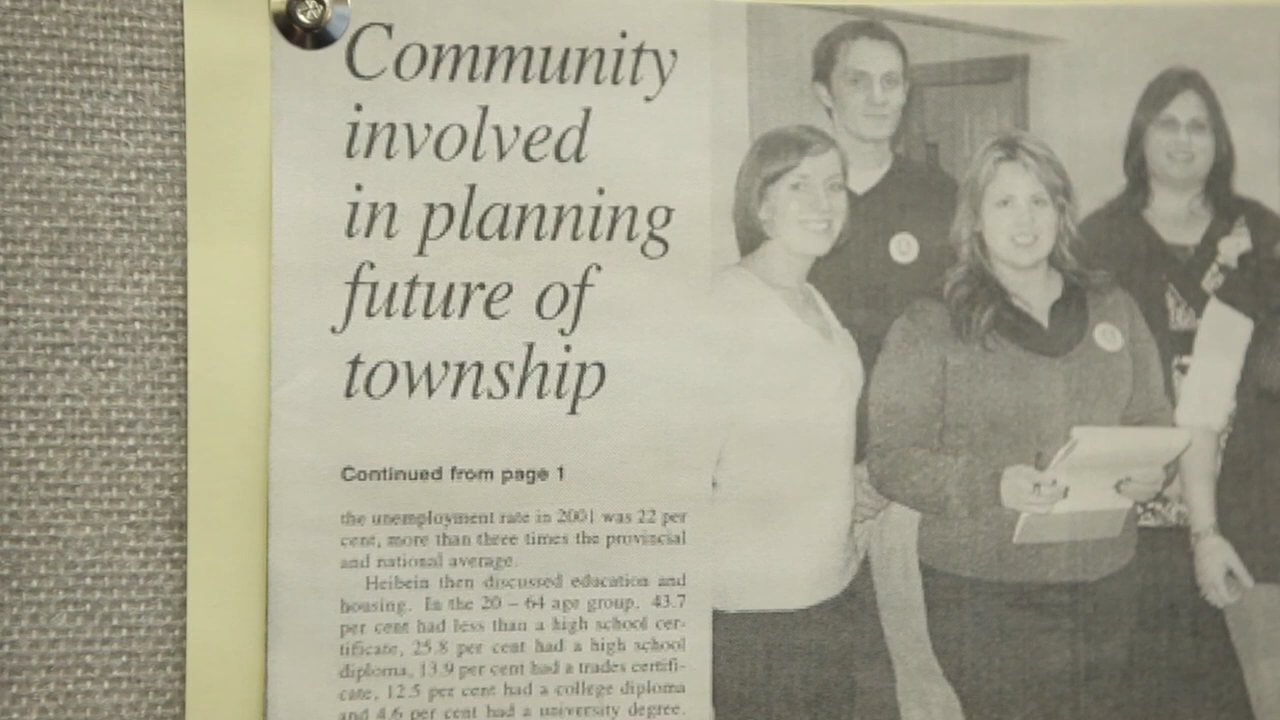 Community
involved
in planning
future of
township
Continued from page 1
the unemployment rate in 2001 was 22 per
cent, more than three times the provincial
and national average.
Heibein then discussed education and
housing. In the 20 – 64 age group, 43.7
per cent had less than a high school cer-
tificate, 25.8 per cent had a high school
diploma, 13.9 per cent had a trades certifi-
cate, 12.5 per cent had a college diploma
and 4.6 per cent had a university degree.